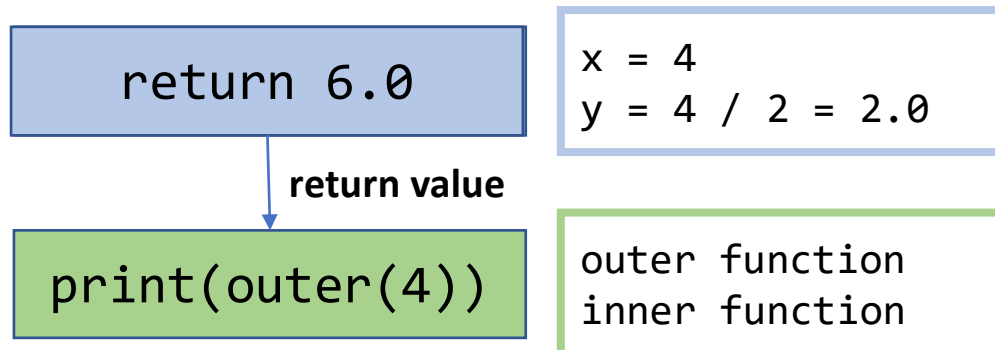 return 6.0
x = 4
y = 4 / 2 = 2.0
return value
print(outer(4))
outer function
inner function